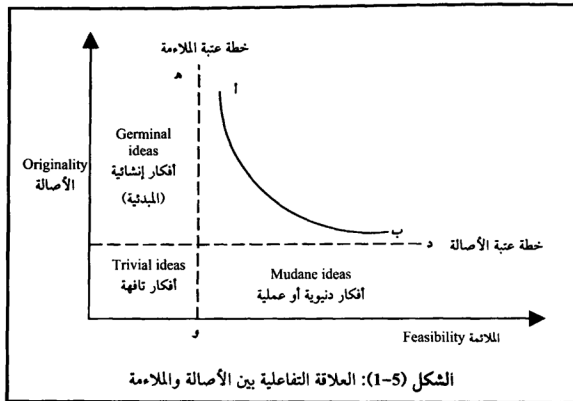 خطة عتبة الملاءمة
هـ
أ
Germinal
ideas
أفكار إنشائية
(المبدئية)
Originality
الأصالة
ب
د
خطة عتبة الأصالة
Trivial ideas
أفكار تافهة
Mudane ideas
أفكار دنيوية أو عملية
و
Feasibility الملائمة
الشكل (5-1): العلاقة التفاعلية بين الأصالة والملاءمة